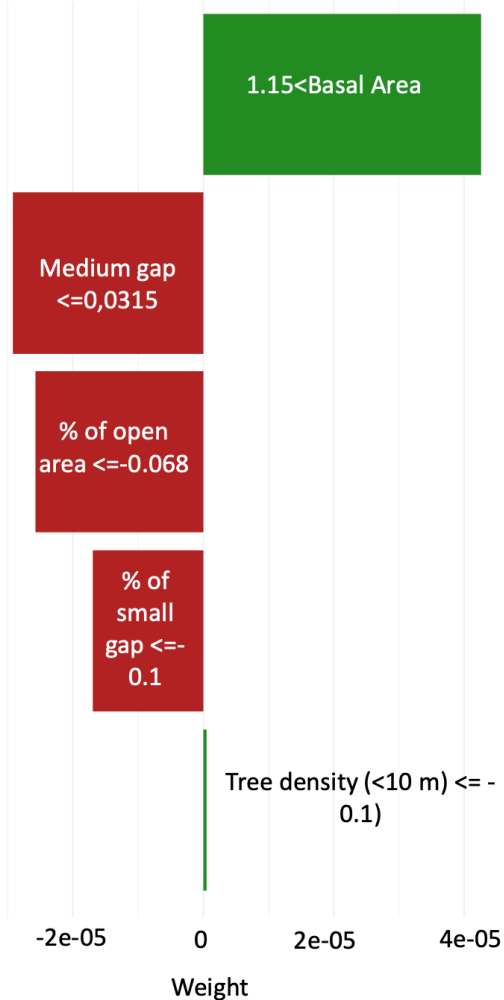 1.15<Basal Area
Medium gap
<=0,0315
% of open
area <=-0.068
% of
small
gap <=-
0.1
Tree density (<10 m) <= -
0.1)
-2e-05 0 2e-05 4e-05
Weight